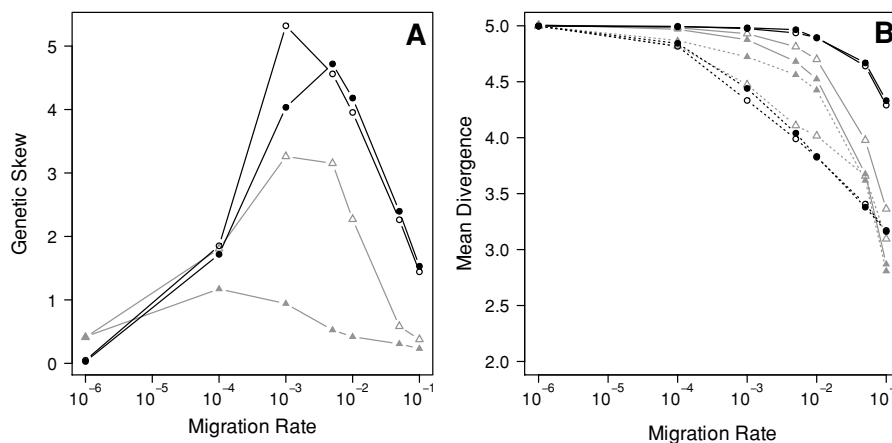 A
Genetic Skew
5
4
3
2
1
0
10⁻⁶ 10⁻⁵ 10⁻⁴ 10⁻³ 10⁻² 10⁻¹
Migration Rate
B
Mean Divergence
5.0
4.5
4.0
3.5
3.0
2.5
2.0
10⁻⁶ 10⁻⁵ 10⁻⁴ 10⁻³ 10⁻² 10⁻
Migration Rate